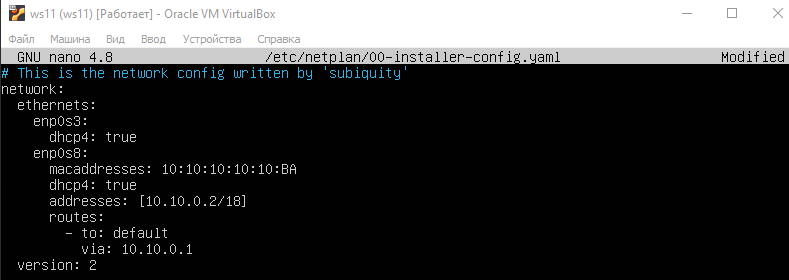 ws11 (ws11) [Работает] - Oracle VM VirtualBox
Файл Машина Вид Ввод Устройства Справка
GNU nano 4.8 /etc/netplan/00-installer-config.yaml Modified
# This is the network config written by 'subiquity'
network:
  ethernets:
    enp0s3:
      dhcp4: true
    enp0s8:
      macaddresses: 10:10:10:10:10:BA
      dhcp4: true
      addresses: [10.10.0.2/18]
      routes:
        - to: default
          via: 10.10.0.1
  version: 2